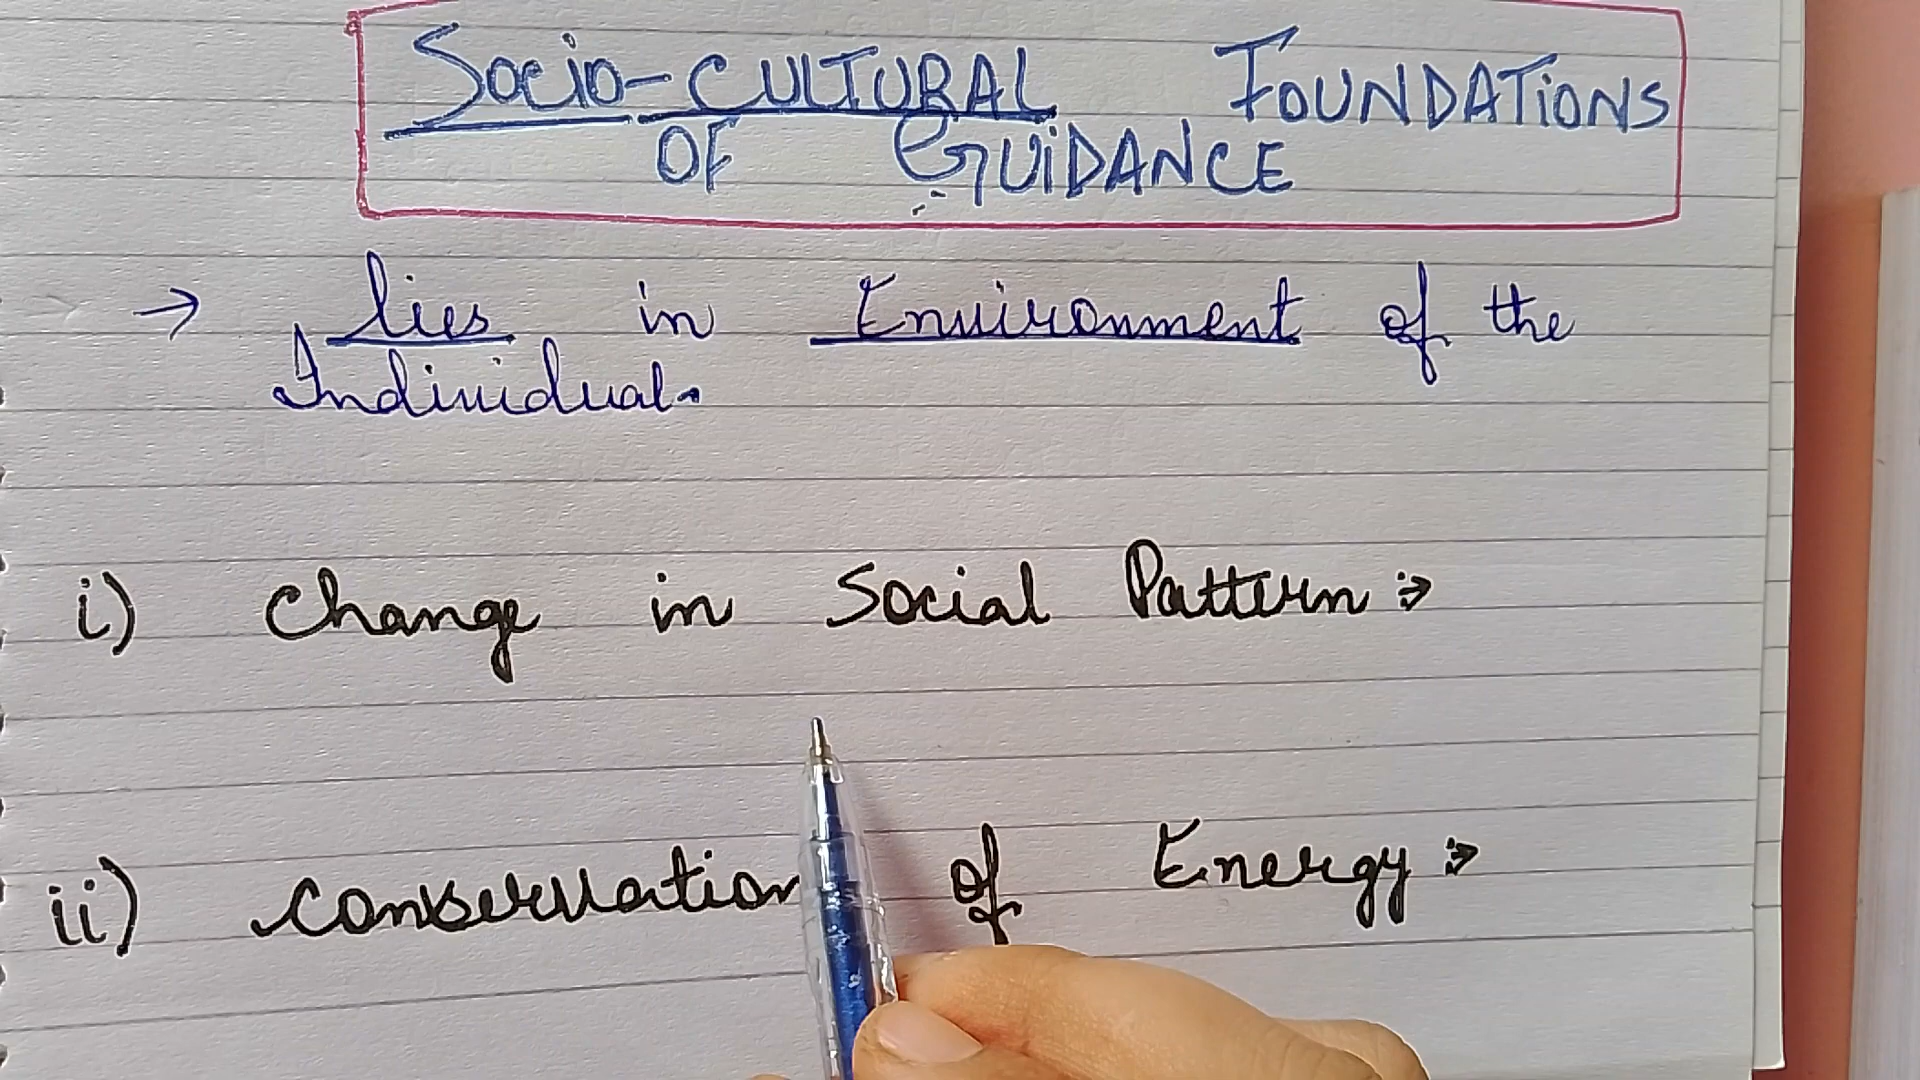 Socio-CULTURAL FOUNDATIONS
OF GUiDANCE
→ lies in Environment of the
Individual.
i) Change in Social Pattern :→
ii) conservation of Energy :→